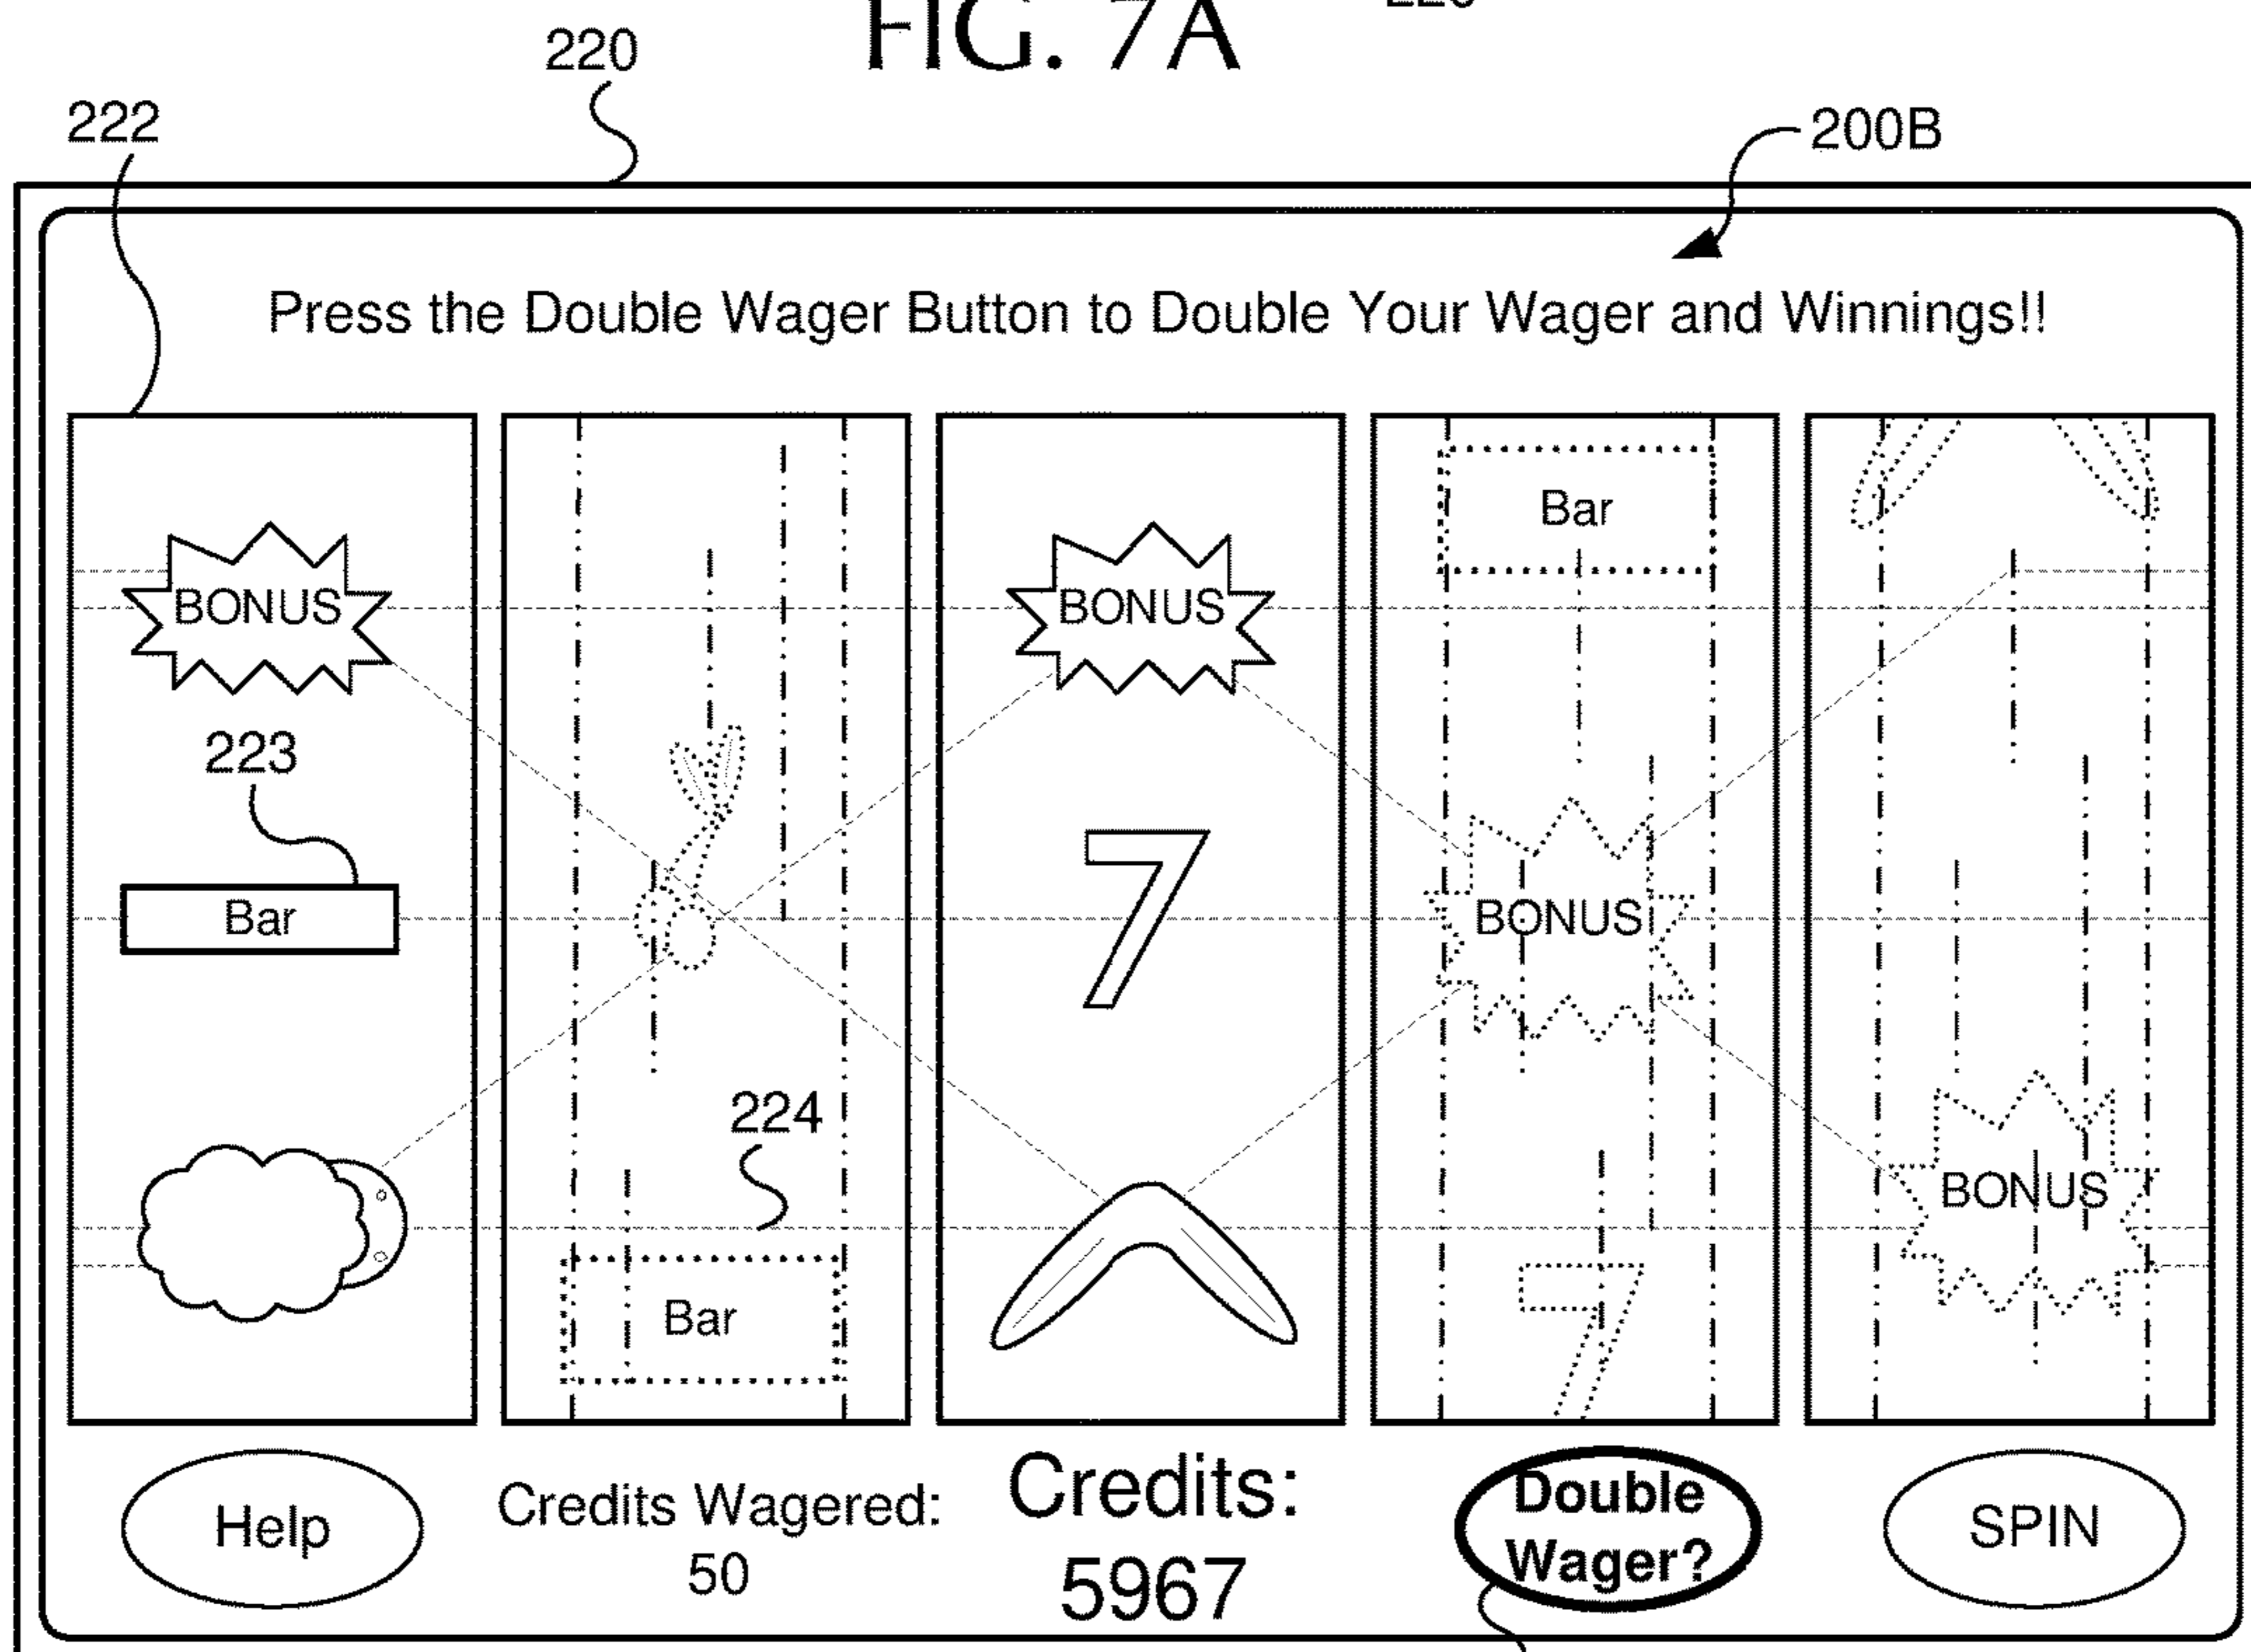 FIG. 7A
220
222
200B
Press the Double Wager Button to Double Your Wager and Winnings!!
Bar
BONUS
BONUS
223
7
Bar
BONUS
224
BONUS
Bar
7
Help
Credits Wagered:
50
Credits:
5967
Double
Wager?
SPIN